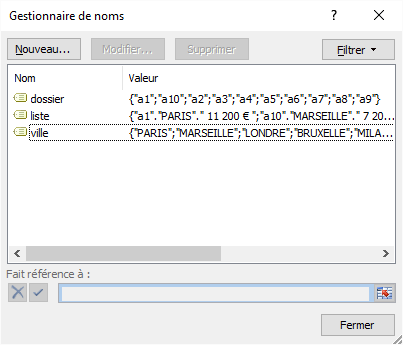 Gestionnaire de noms ? ×
Nouveau... Modifier... Supprimer Filtrer
Nom Valeur
dossier {"a1";"a10";"a2";"a3";"a4";"a5";"a6";"a7";"a8";"a9"}
liste {"a1"."PARIS"." 11 200 € ";"a10"."MARSEILLE"." 7 20...
ville {"PARIS";"MARSEILLE";"LONDRE";"BRUXELLE";"MILA...
Fait référence à :
Fermer